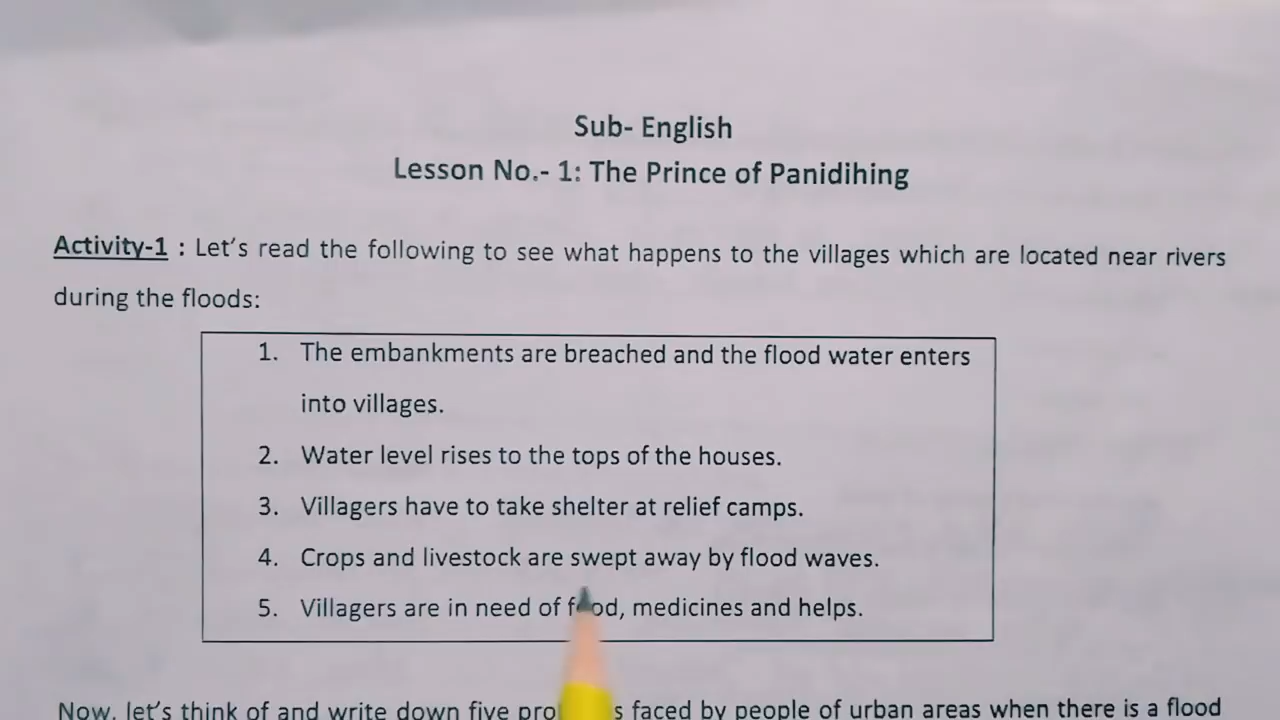 Sub- English
Lesson No.- 1: The Prince of Panidihing
Activity-1 : Let's read the following to see what happens to the villages which are located near rivers
during the floods:
1. The embankments are breached and the flood water enters
into villages.
2. Water level rises to the tops of the houses.
3. Villagers have to take shelter at relief camps.
4. Crops and livestock are swept away by flood waves.
5. Villagers are in need of food, medicines and helps.
Now, let's think of and write down five faced by people of urban areas when there is a flood